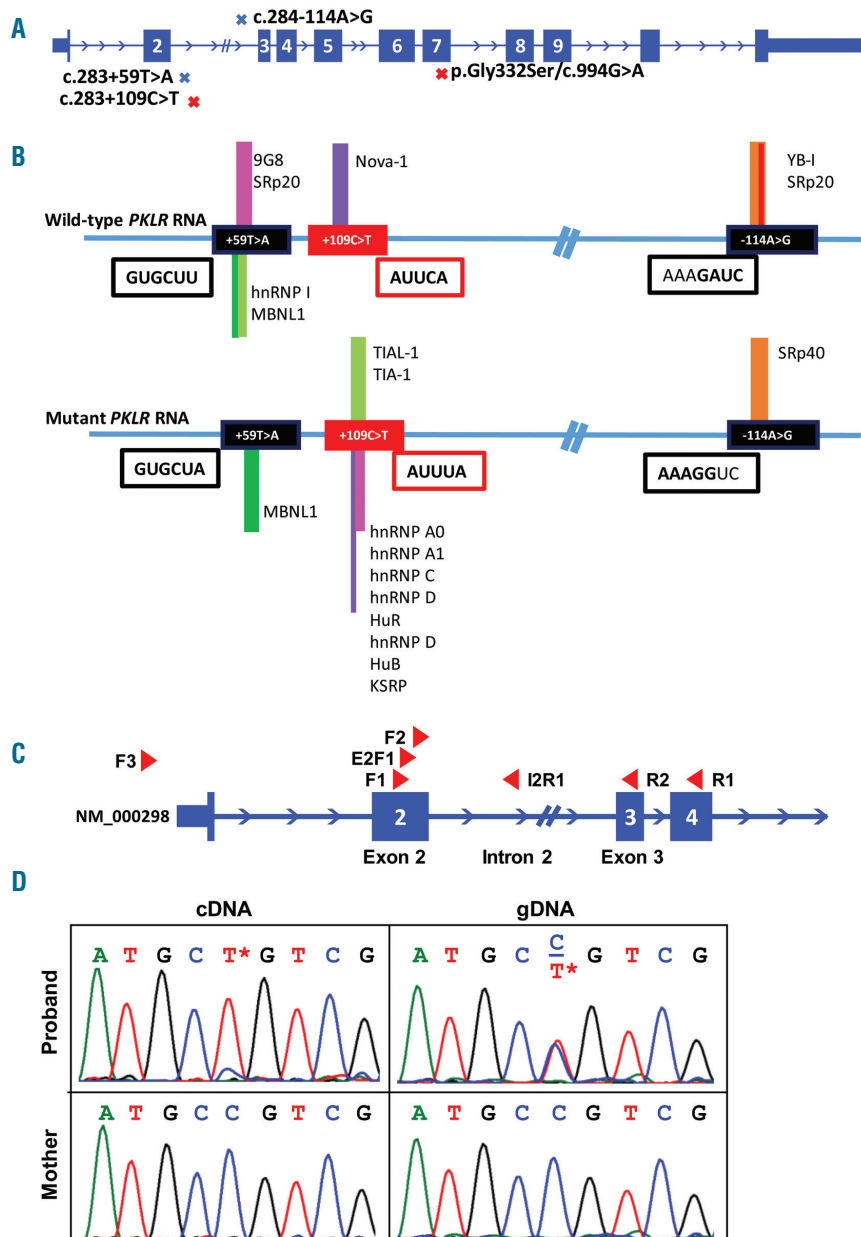 A
c.284-114A>G
2 3 4 5 6 7 8 9
c.283+59T>A
p.Gly332Ser/c.994G>A
c.283+109C>T
B
9G8
SRp20
Nova-1
YB-I
SRp20
Wild-type PKLR RNA
+59T>A
+109C>T
-114A>G
GUGCUU
AUUCA
AAAGAUC
hnRNP I
MBNL1
TIAL-1
TIA-1
SRp40
Mutant PKLR RNA
+59T>A
+109C>T
-114A>G
GUGCUA
AUUUA
AAAGGUC
MBNL1
hnRNP A0
hnRNP A1
hnRNP C
hnRNP D
HuR
hnRNP D
HuB
KSRP
C
F2
F3
E2F1
F1
I2R1
R2
R1
NM_000298
2 3 4
Exon 2 Intron 2 Exon 3
D
cDNA gDNA
Proband
A T G C T* G T C G
A T G C C G T C G
T*
Mother
A T G C C G T C G
A T G C C G T C G